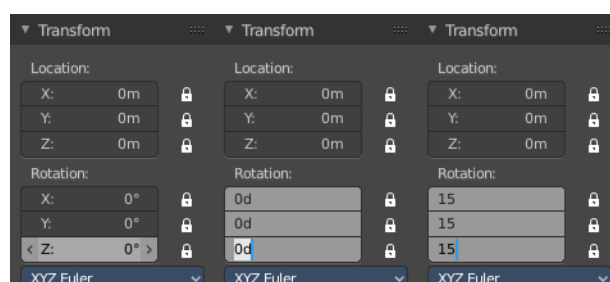 Transform
Location:
X: 0m
Y: 0m
Z: 0m
Rotation:
X: 0°
Y: 0°
Z: 0°
XYZ Euler
Transform
Location:
X: 0m
Y: 0m
Z: 0m
Rotation:
0d
0d
0d
XYZ Euler
Transform
Location:
X: 0m
Y: 0m
Z: 0m
Rotation:
15
15
15
XYZ Euler